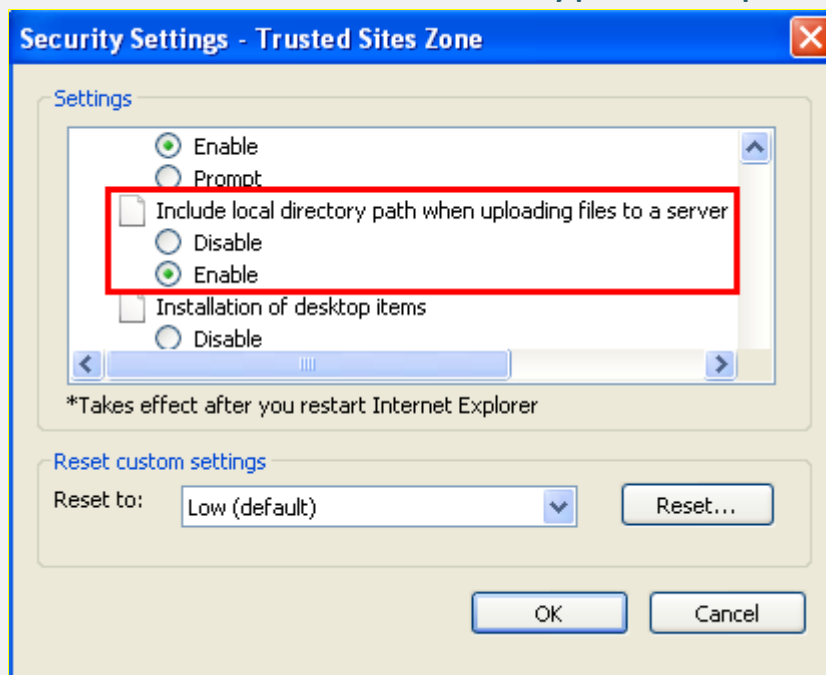 Security Settings - Trusted Sites Zone
Settings
Enable
Prompt
Include local directory path when uploading files to a server
Disable
Enable
Installation of desktop items
Disable
*Takes effect after you restart Internet Explorer
Reset custom settings
Reset to:
Low (default)
Reset...
OK
Cancel